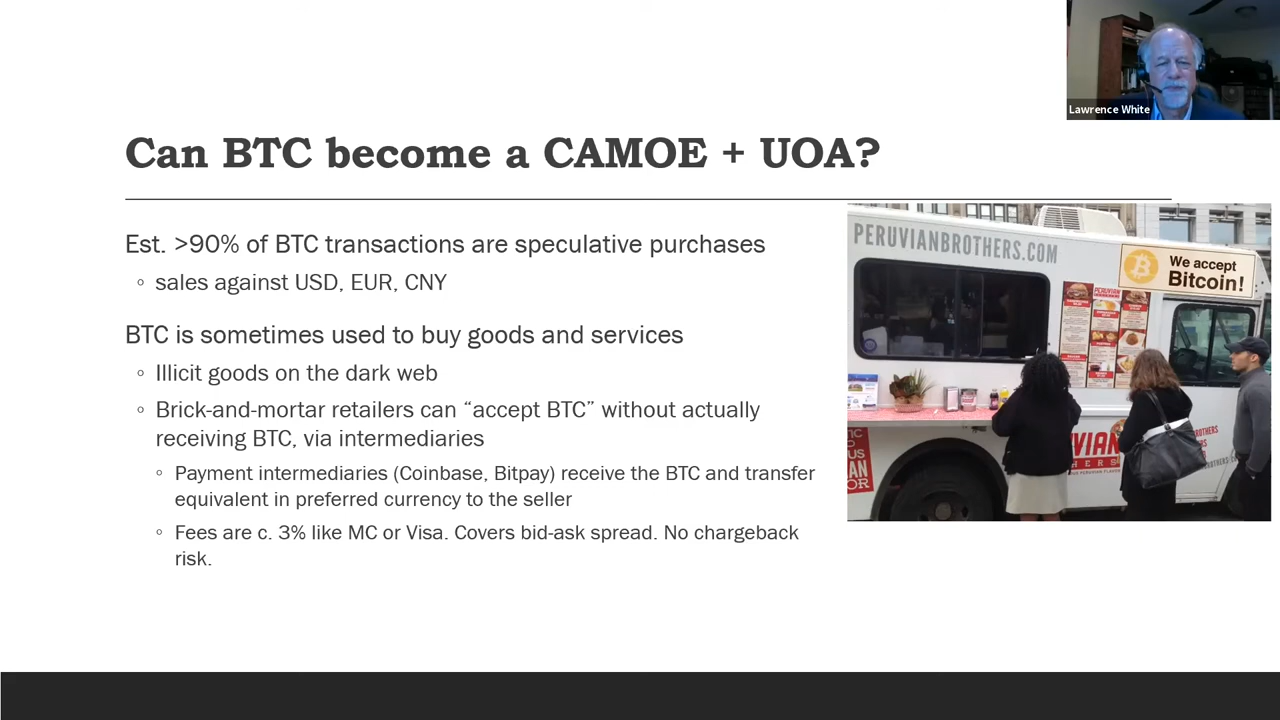 Lawrence White
Can BTC become a CAMOE + UOA?
Est. >90% of BTC transactions are speculative purchases
◦ sales against USD, EUR, CNY
BTC is sometimes used to buy goods and services
◦ Illicit goods on the dark web
◦ Brick-and-mortar retailers can “accept BTC” without actually
receiving BTC, via intermediaries
◦ Payment intermediaries (Coinbase, Bitpay) receive the BTC and transfer
equivalent in preferred currency to the seller
◦ Fees are c. 3% like MC or Visa. Covers bid-ask spread. No chargeback
risk.
PERUVIANBROTHERS.COM
We accept
Bitcoin!